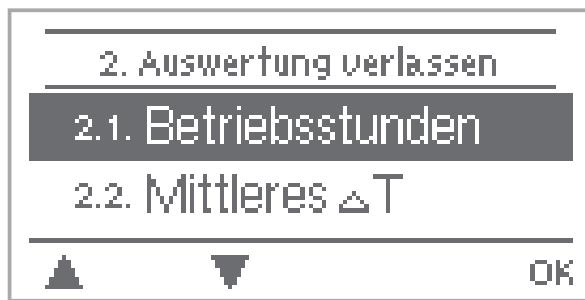 2. Auswertung verlassen
2.1. Betriebsstunden
2.2. Mittleres △T
OK